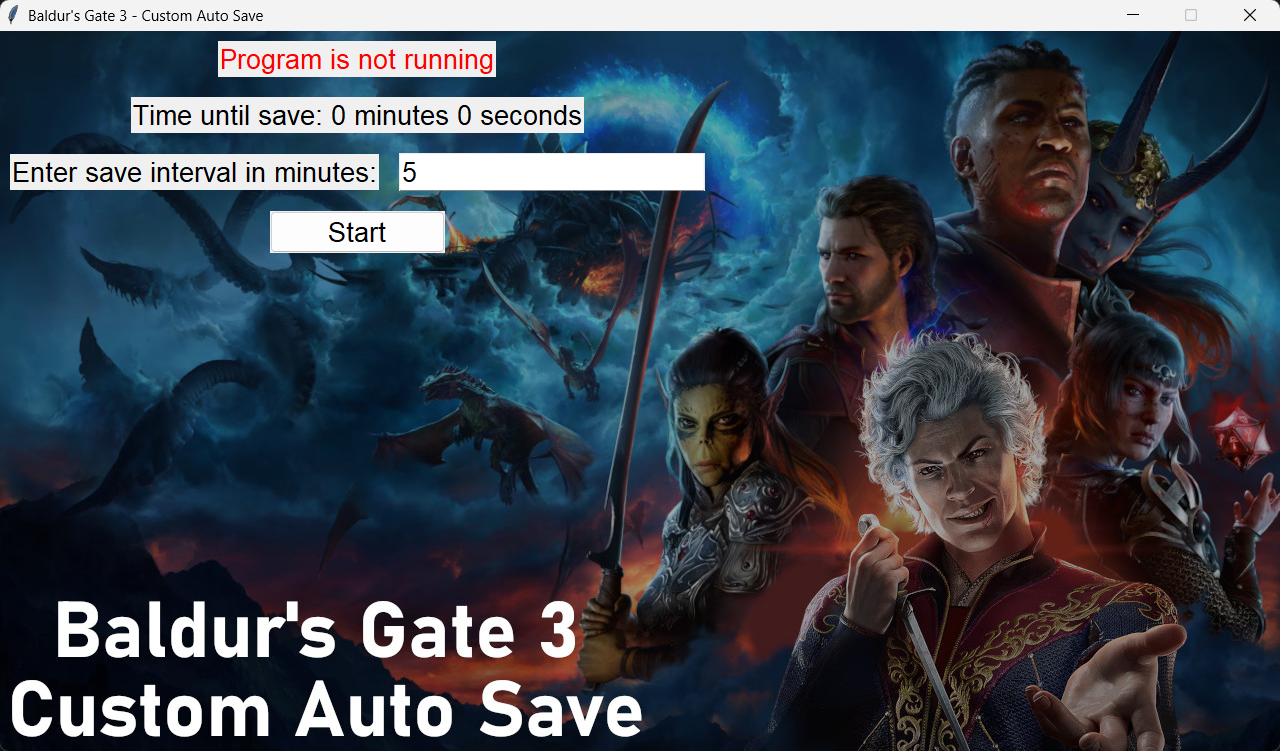 Baldur's Gate 3 - Custom Auto Save
Program is not running
Time until save: 0 minutes 0 seconds
Enter save interval in minutes: 5
Start
Baldur's Gate 3
Custom Auto Save